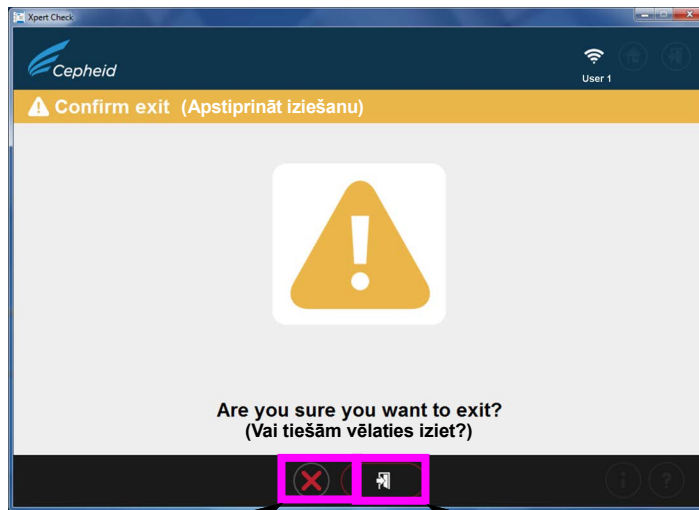 Xpert Check
Cepheid
User 1
Confirm exit (Apstiprināt iziešanu)
Are you sure you want to exit?
(Vai tiešām vēlaties iziet?)
i ?